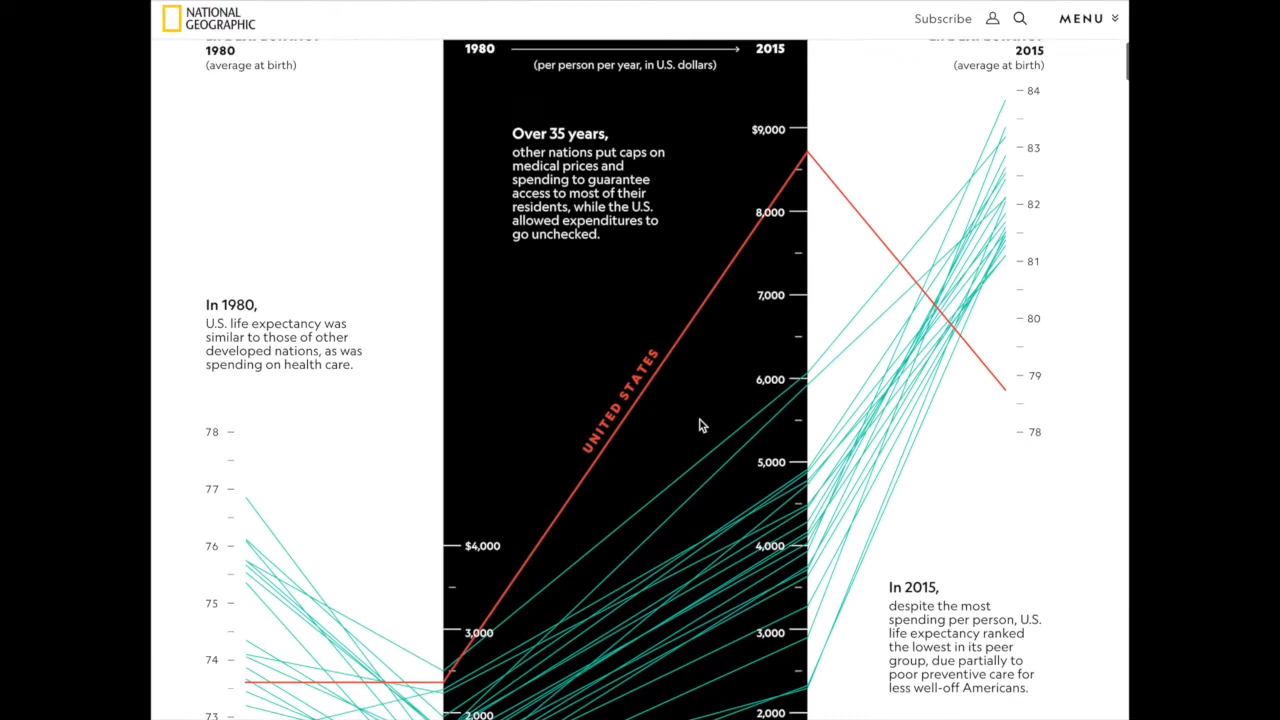 NATIONAL
GEOGRAPHIC
Subscribe
MENU
1980
(average at birth)
1980
2015
(per person per year, in U.S. dollars)
2015
(average at birth)
Over 35 years,
other nations put caps on
medical prices and
spending to guarantee
access to most of their
residents, while the U.S.
allowed expenditures to
go unchecked.
In 1980,
U.S. life expectancy was
similar to those of other
developed nations, as was
spending on health care.
78
77
76
75
74
73
$4,000
3,000
2,000
UNITED STATES
$9,000
8,000
7,000
6,000
5,000
4,000
3,000
2,000
84
83
82
81
80
79
78
In 2015,
despite the most
spending per person, U.S.
life expectancy ranked
the lowest in its peer
group, due partially to
poor preventive care for
less well-off Americans.